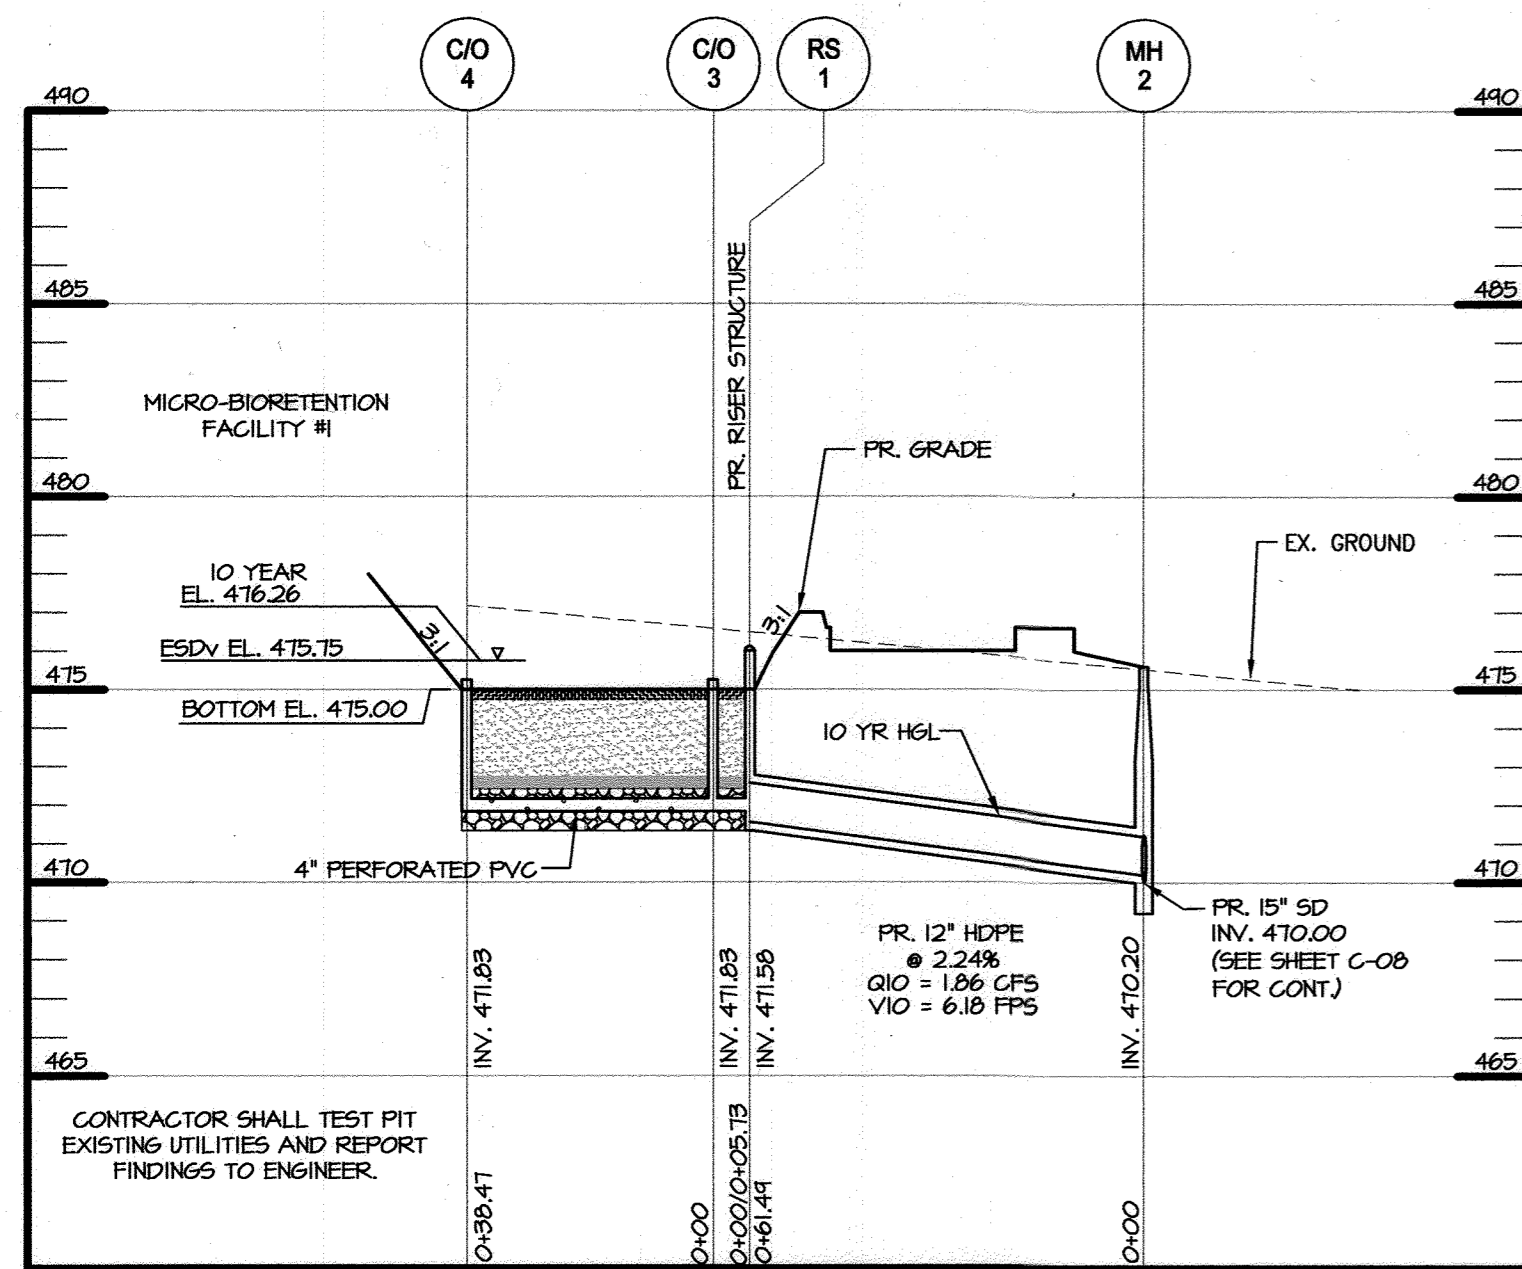 C/O
4
C/O
3
RS
1
MH
2
490
490
485
485
PR. RISER STRUCTURE
MICRO-BIORETENTION
FACILITY #1
PR. GRADE
480
480
EX. GROUND
10 YEAR
EL. 476.26
3:1
3:1
ESDv EL. 475.75
475
475
BOTTOM EL. 475.00
10 YR HGL
4" PERFORATED PVC
470
470
PR. 12" HDPE
@ 2.24%
Q10 = 1.86 CFS
V10 = 6.18 FPS
PR. 15" SD
INV. 470.00
(SEE SHEET C-08
FOR CONT.)
INV. 471.83
INV. 471.83
INV. 471.58
INV. 470.20
465
465
CONTRACTOR SHALL TEST PIT
EXISTING UTILITIES AND REPORT
FINDINGS TO ENGINEER.
0+38.47
0+00
0+00/0+05.73
0+61.49
0+00